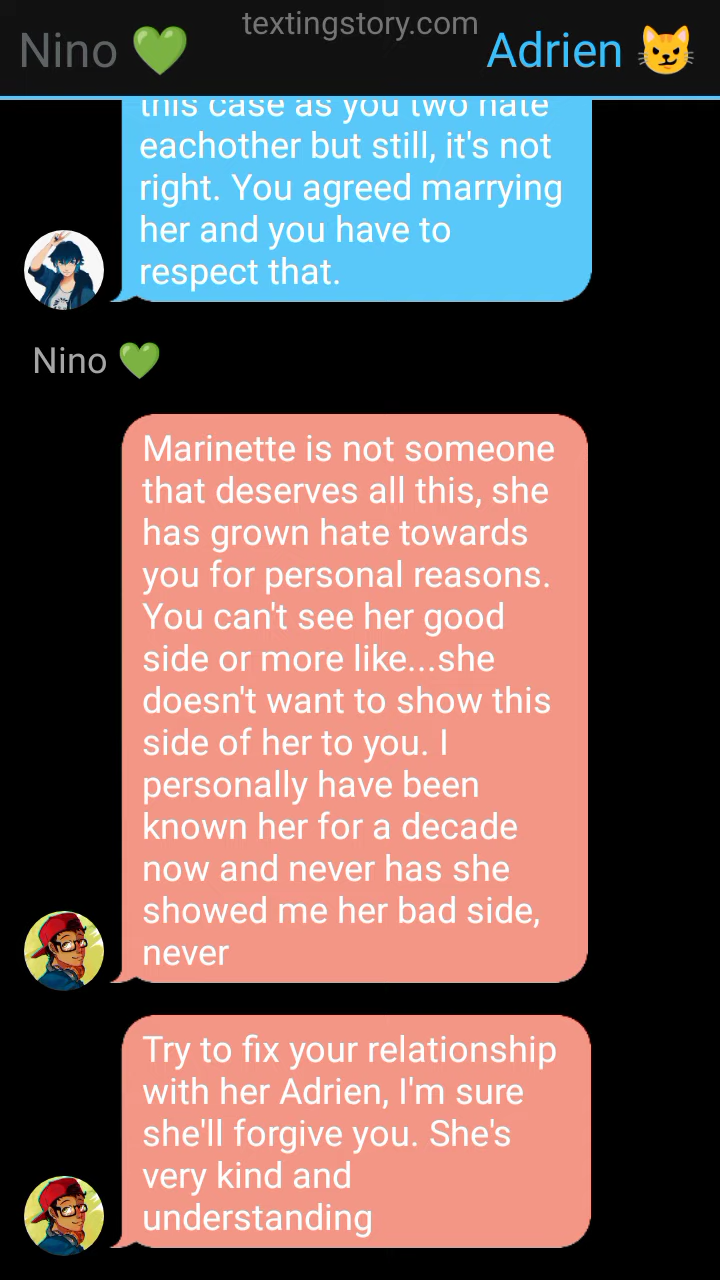 textingstory.com
Nino 💚
Adrien 😼
this case as you two hate
eachother but still, it's not
right. You agreed marrying
her and you have to
respect that.
Nino 💚
Marinette is not someone
that deserves all this, she
has grown hate towards
you for personal reasons.
You can't see her good
side or more like...she
doesn't want to show this
side of her to you. I
personally have been
known her for a decade
now and never has she
showed me her bad side,
never
Try to fix your relationship
with her Adrien, I'm sure
she'll forgive you. She's
very kind and
understanding